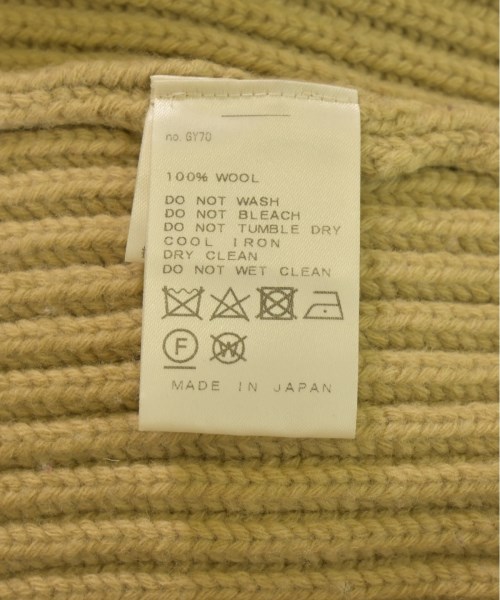 no. GY70
100% WOOL
DO NOT WASH
DO NOT BLEACH
DO NOT TUMBLE DRY
COOL IRON
DRY CLEAN
DO NOT WET CLEAN
F W
MADE IN JAPAN